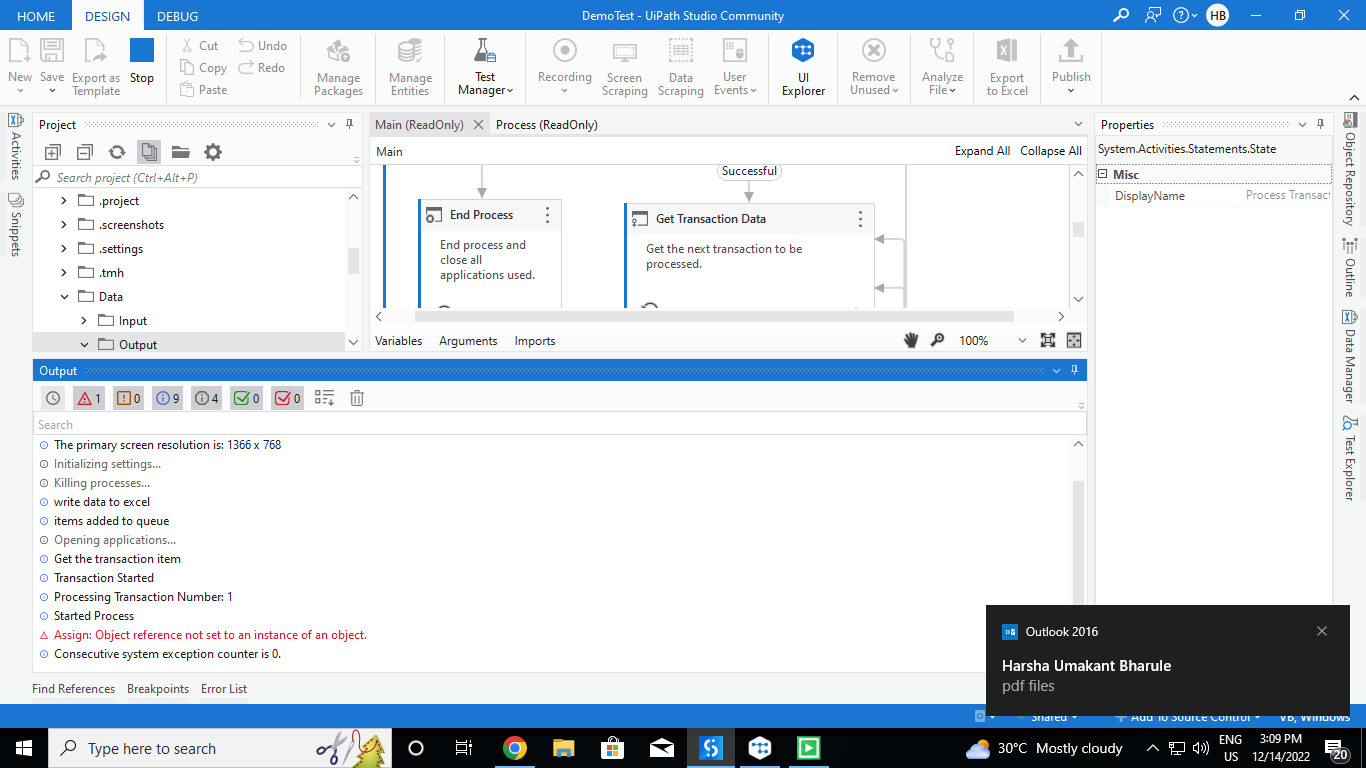 HOME DESIGN DEBUG
DemoTest - UiPath Studio Community
HB
New Save Export as Template Stop
Cut Copy Paste Undo Redo
Manage Packages
Manage Entities
Test Manager
Recording
Screen Scraping
Data Scraping
User Events
UI Explorer
Remove Unused
Analyze File
Export to Excel
Publish
Activities
Snippets
Project
Search project (Ctrl+Alt+P)
.project
.screenshots
.settings
.tmh
Data
Input
Output
Main (ReadOnly) Process (ReadOnly)
Main
Expand All Collapse All
Successful
End Process
End process and
close all
applications used.
Get Transaction Data
Get the next transaction to be
processed.
Variables Arguments Imports
100%
Properties
System.Activities.Statements.State
Misc
DisplayName Process Transact
Object Repository
Outline
Data Manager
Test Explorer
Output
1 0 9 4 0 0
Search
The primary screen resolution is: 1366 x 768
Initializing settings...
Killing processes...
write data to excel
items added to queue
Opening applications...
Get the transaction item
Transaction Started
Processing Transaction Number: 1
Started Process
Assign: Object reference not set to an instance of an object.
Consecutive system exception counter is 0.
Find References Breakpoints Error List
Outlook 2016
Harsha Umakant Bharule
pdf files
Shared Add To Source Control VB, Windows
Type here to search
30°C Mostly cloudy
ENG
US
3:09 PM
12/14/2022
20